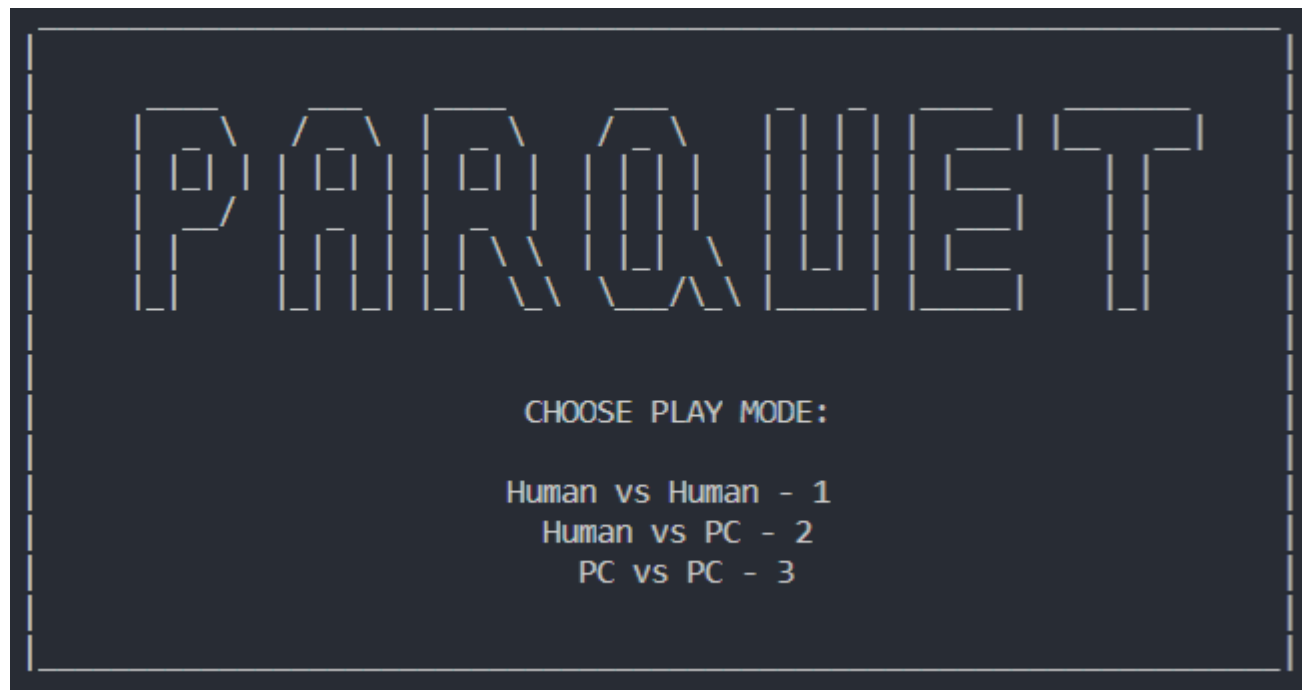 PARQUET
CHOOSE PLAY MODE:
Human vs Human - 1
Human vs PC - 2
PC vs PC - 3